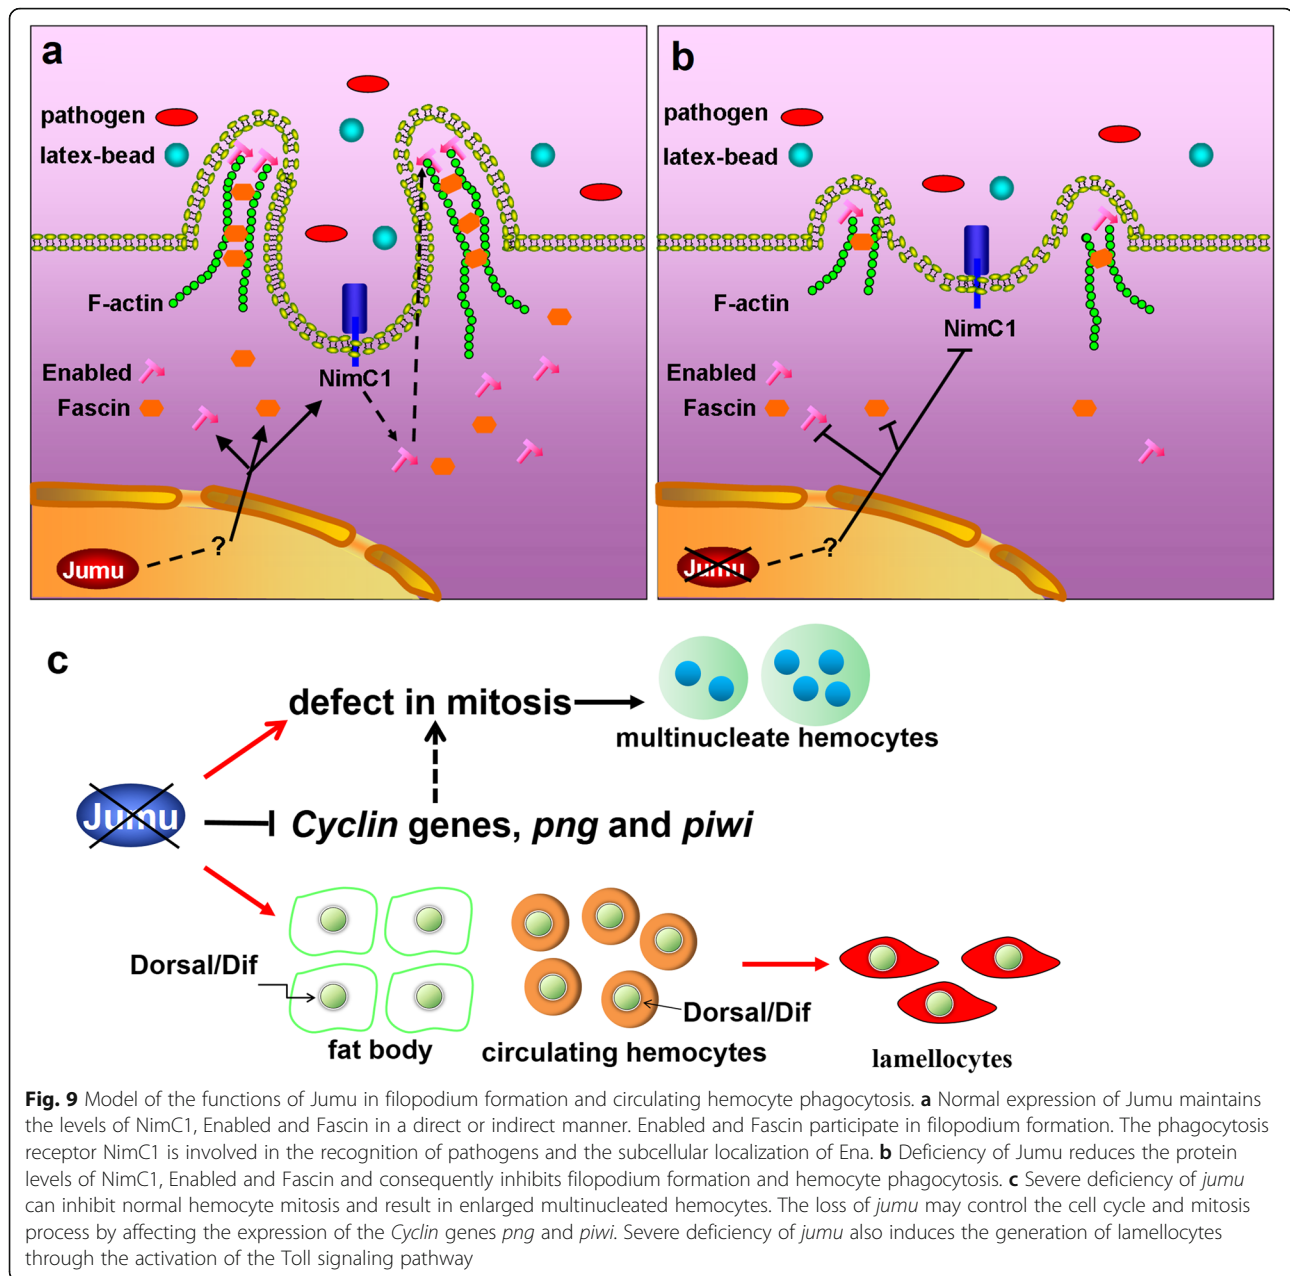 a
pathogen
latex-bead
F-actin
Enabled
Fascin
NimC1
?
Jumu
b
pathogen
latex-bead
F-actin
NimC1
Enabled
Fascin
?
Jumu
c
defect in mitosis
multinucleate hemocytes
Jumu
Cyclin genes, png and piwi
Dorsal/Dif
fat body
Dorsal/Dif
circulating hemocytes
lamellocytes
Fig. 9 Model of the functions of Jumu in filopodium formation and circulating hemocyte phagocytosis. a Normal expression of Jumu maintains
the levels of NimC1, Enabled and Fascin in a direct or indirect manner. Enabled and Fascin participate in filopodium formation. The phagocytosis
receptor NimC1 is involved in the recognition of pathogens and the subcellular localization of Ena. b Deficiency of Jumu reduces the protein
levels of NimC1, Enabled and Fascin and consequently inhibits filopodium formation and hemocyte phagocytosis. c Severe deficiency of jumu
can inhibit normal hemocyte mitosis and result in enlarged multinucleated hemocytes. The loss of jumu may control the cell cycle and mitosis
process by affecting the expression of the Cyclin genes png and piwi. Severe deficiency of jumu also induces the generation of lamellocytes
through the activation of the Toll signaling pathway